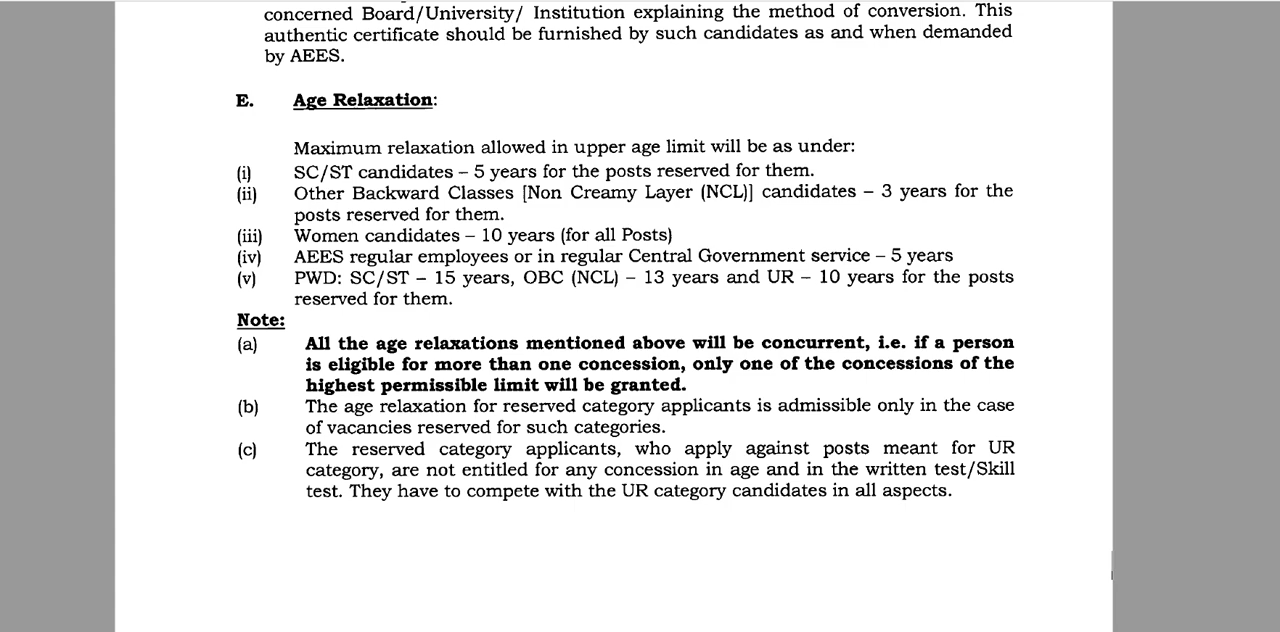 concerned Board/University/ Institution explaining the method of conversion. This
authentic certificate should be furnished by such candidates as and when demanded
by AEES.
E. Age Relaxation:
Maximum relaxation allowed in upper age limit will be as under:
(i) SC/ST candidates – 5 years for the posts reserved for them.
(ii) Other Backward Classes [Non Creamy Layer (NCL)] candidates – 3 years for the
posts reserved for them.
(iii) Women candidates – 10 years (for all Posts)
(iv) AEES regular employees or in regular Central Government service – 5 years
(v) PWD: SC/ST – 15 years, OBC (NCL) – 13 years and UR – 10 years for the posts
reserved for them.
Note:
(a) All the age relaxations mentioned above will be concurrent, i.e. if a person
is eligible for more than one concession, only one of the concessions of the
highest permissible limit will be granted.
(b) The age relaxation for reserved category applicants is admissible only in the case
of vacancies reserved for such categories.
(c) The reserved category applicants, who apply against posts meant for UR
category, are not entitled for any concession in age and in the written test/Skill
test. They have to compete with the UR category candidates in all aspects.